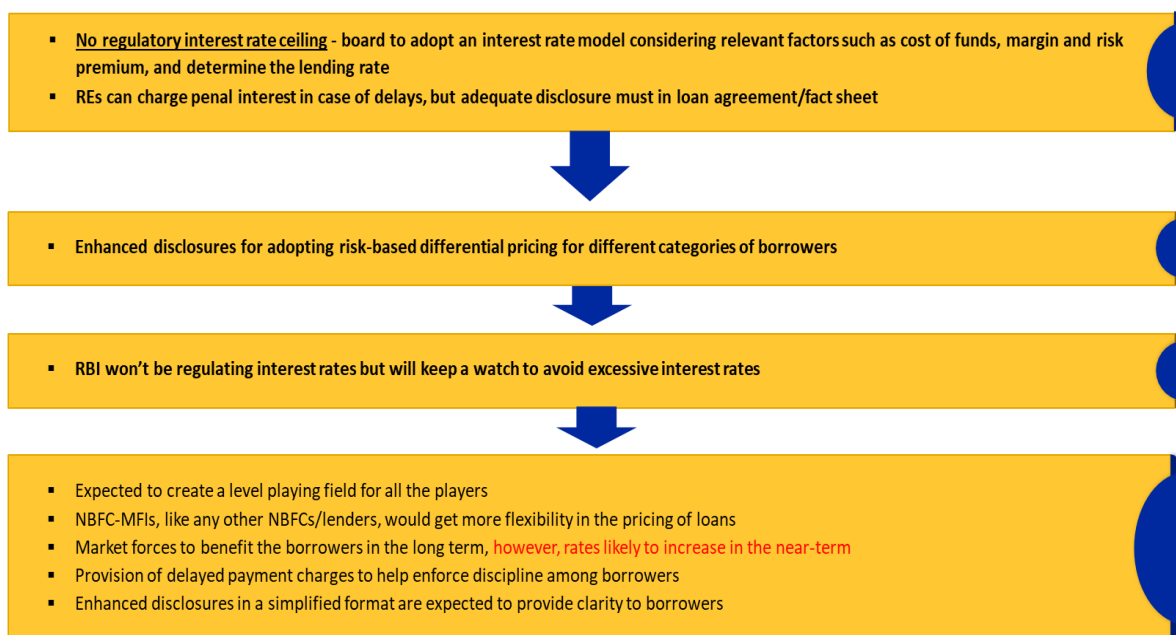 ▪ No regulatory interest rate ceiling - board to adopt an interest rate model considering relevant factors such as cost of funds, margin and risk
premium, and determine the lending rate
▪ REs can charge penal interest in case of delays, but adequate disclosure must in loan agreement/fact sheet
▪ Enhanced disclosures for adopting risk-based differential pricing for different categories of borrowers
▪ RBI won't be regulating interest rates but will keep a watch to avoid excessive interest rates
▪ Expected to create a level playing field for all the players
▪ NBFC-MFIs, like any other NBFCs/lenders, would get more flexibility in the pricing of loans
▪ Market forces to benefit the borrowers in the long term, however, rates likely to increase in the near-term
▪ Provision of delayed payment charges to help enforce discipline among borrowers
▪ Enhanced disclosures in a simplified format are expected to provide clarity to borrowers